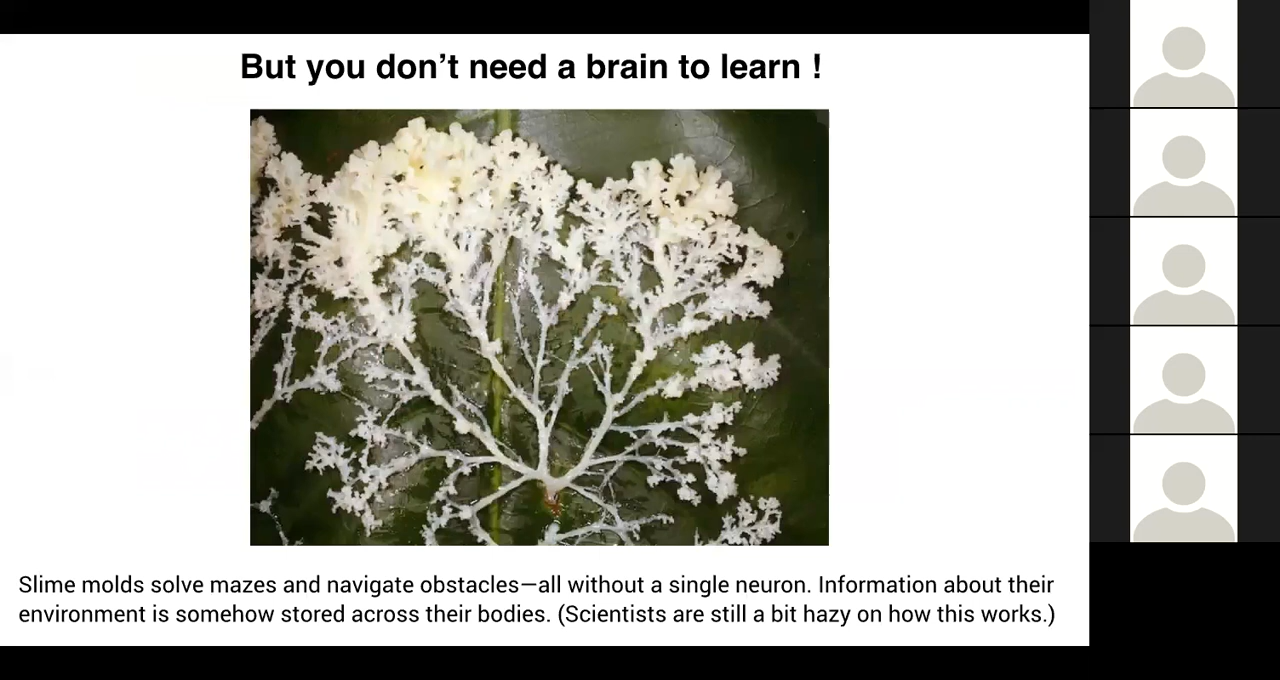 But you don’t need a brain to learn !
Slime molds solve mazes and navigate obstacles—all without a single neuron. Information about their
environment is somehow stored across their bodies. (Scientists are still a bit hazy on how this works.)